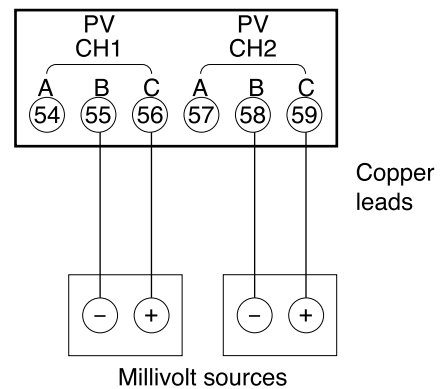 PV PV
CH1 CH2
A B C A B C
54 55 56 57 58 59
Copper
leads
− + − +
Millivolt sources